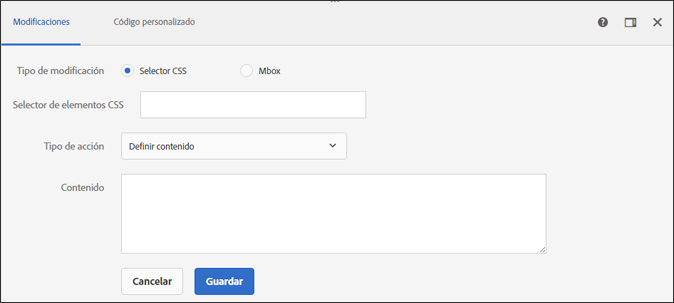 Modificaciones Código personalizado
Tipo de modificación Selector CSS Mbox
Selector de elementos CSS
Tipo de acción Definir contenido
Contenido
Cancelar Guardar